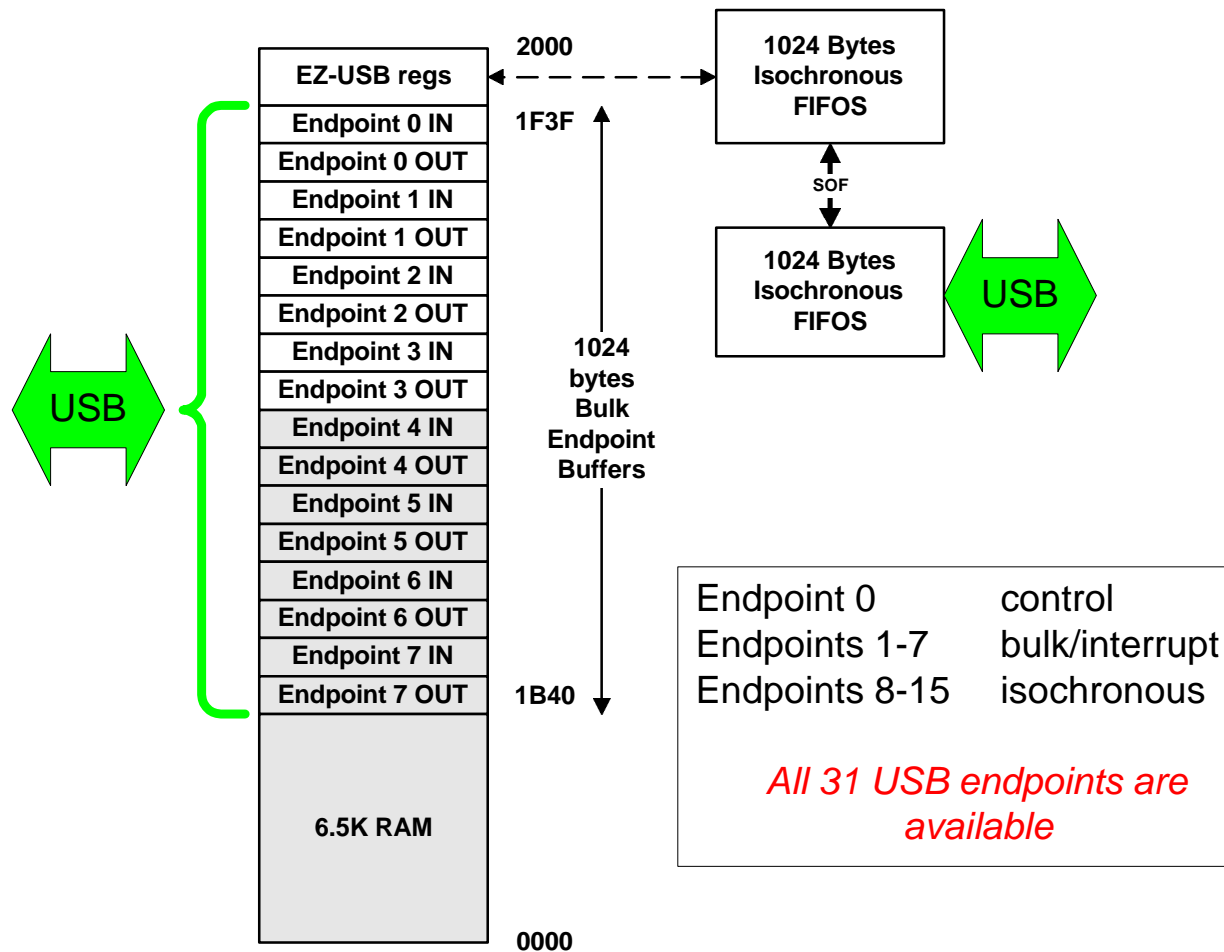 2000
EZ-USB regs
Endpoint 0 IN
1F3F
Endpoint 0 OUT
Endpoint 1 IN
Endpoint 1 OUT
Endpoint 2 IN
Endpoint 2 OUT
Endpoint 3 IN
Endpoint 3 OUT
Endpoint 4 IN
Endpoint 4 OUT
Endpoint 5 IN
Endpoint 5 OUT
Endpoint 6 IN
Endpoint 6 OUT
Endpoint 7 IN
Endpoint 7 OUT
1B40
6.5K RAM
0000
USB
1024
bytes
Bulk
Endpoint
Buffers
1024 Bytes
Isochronous
FIFOS
SOF
1024 Bytes
Isochronous
FIFOS
USB
Endpoint 0 control
Endpoints 1-7 bulk/interrupt
Endpoints 8-15 isochronous
All 31 USB endpoints are
available